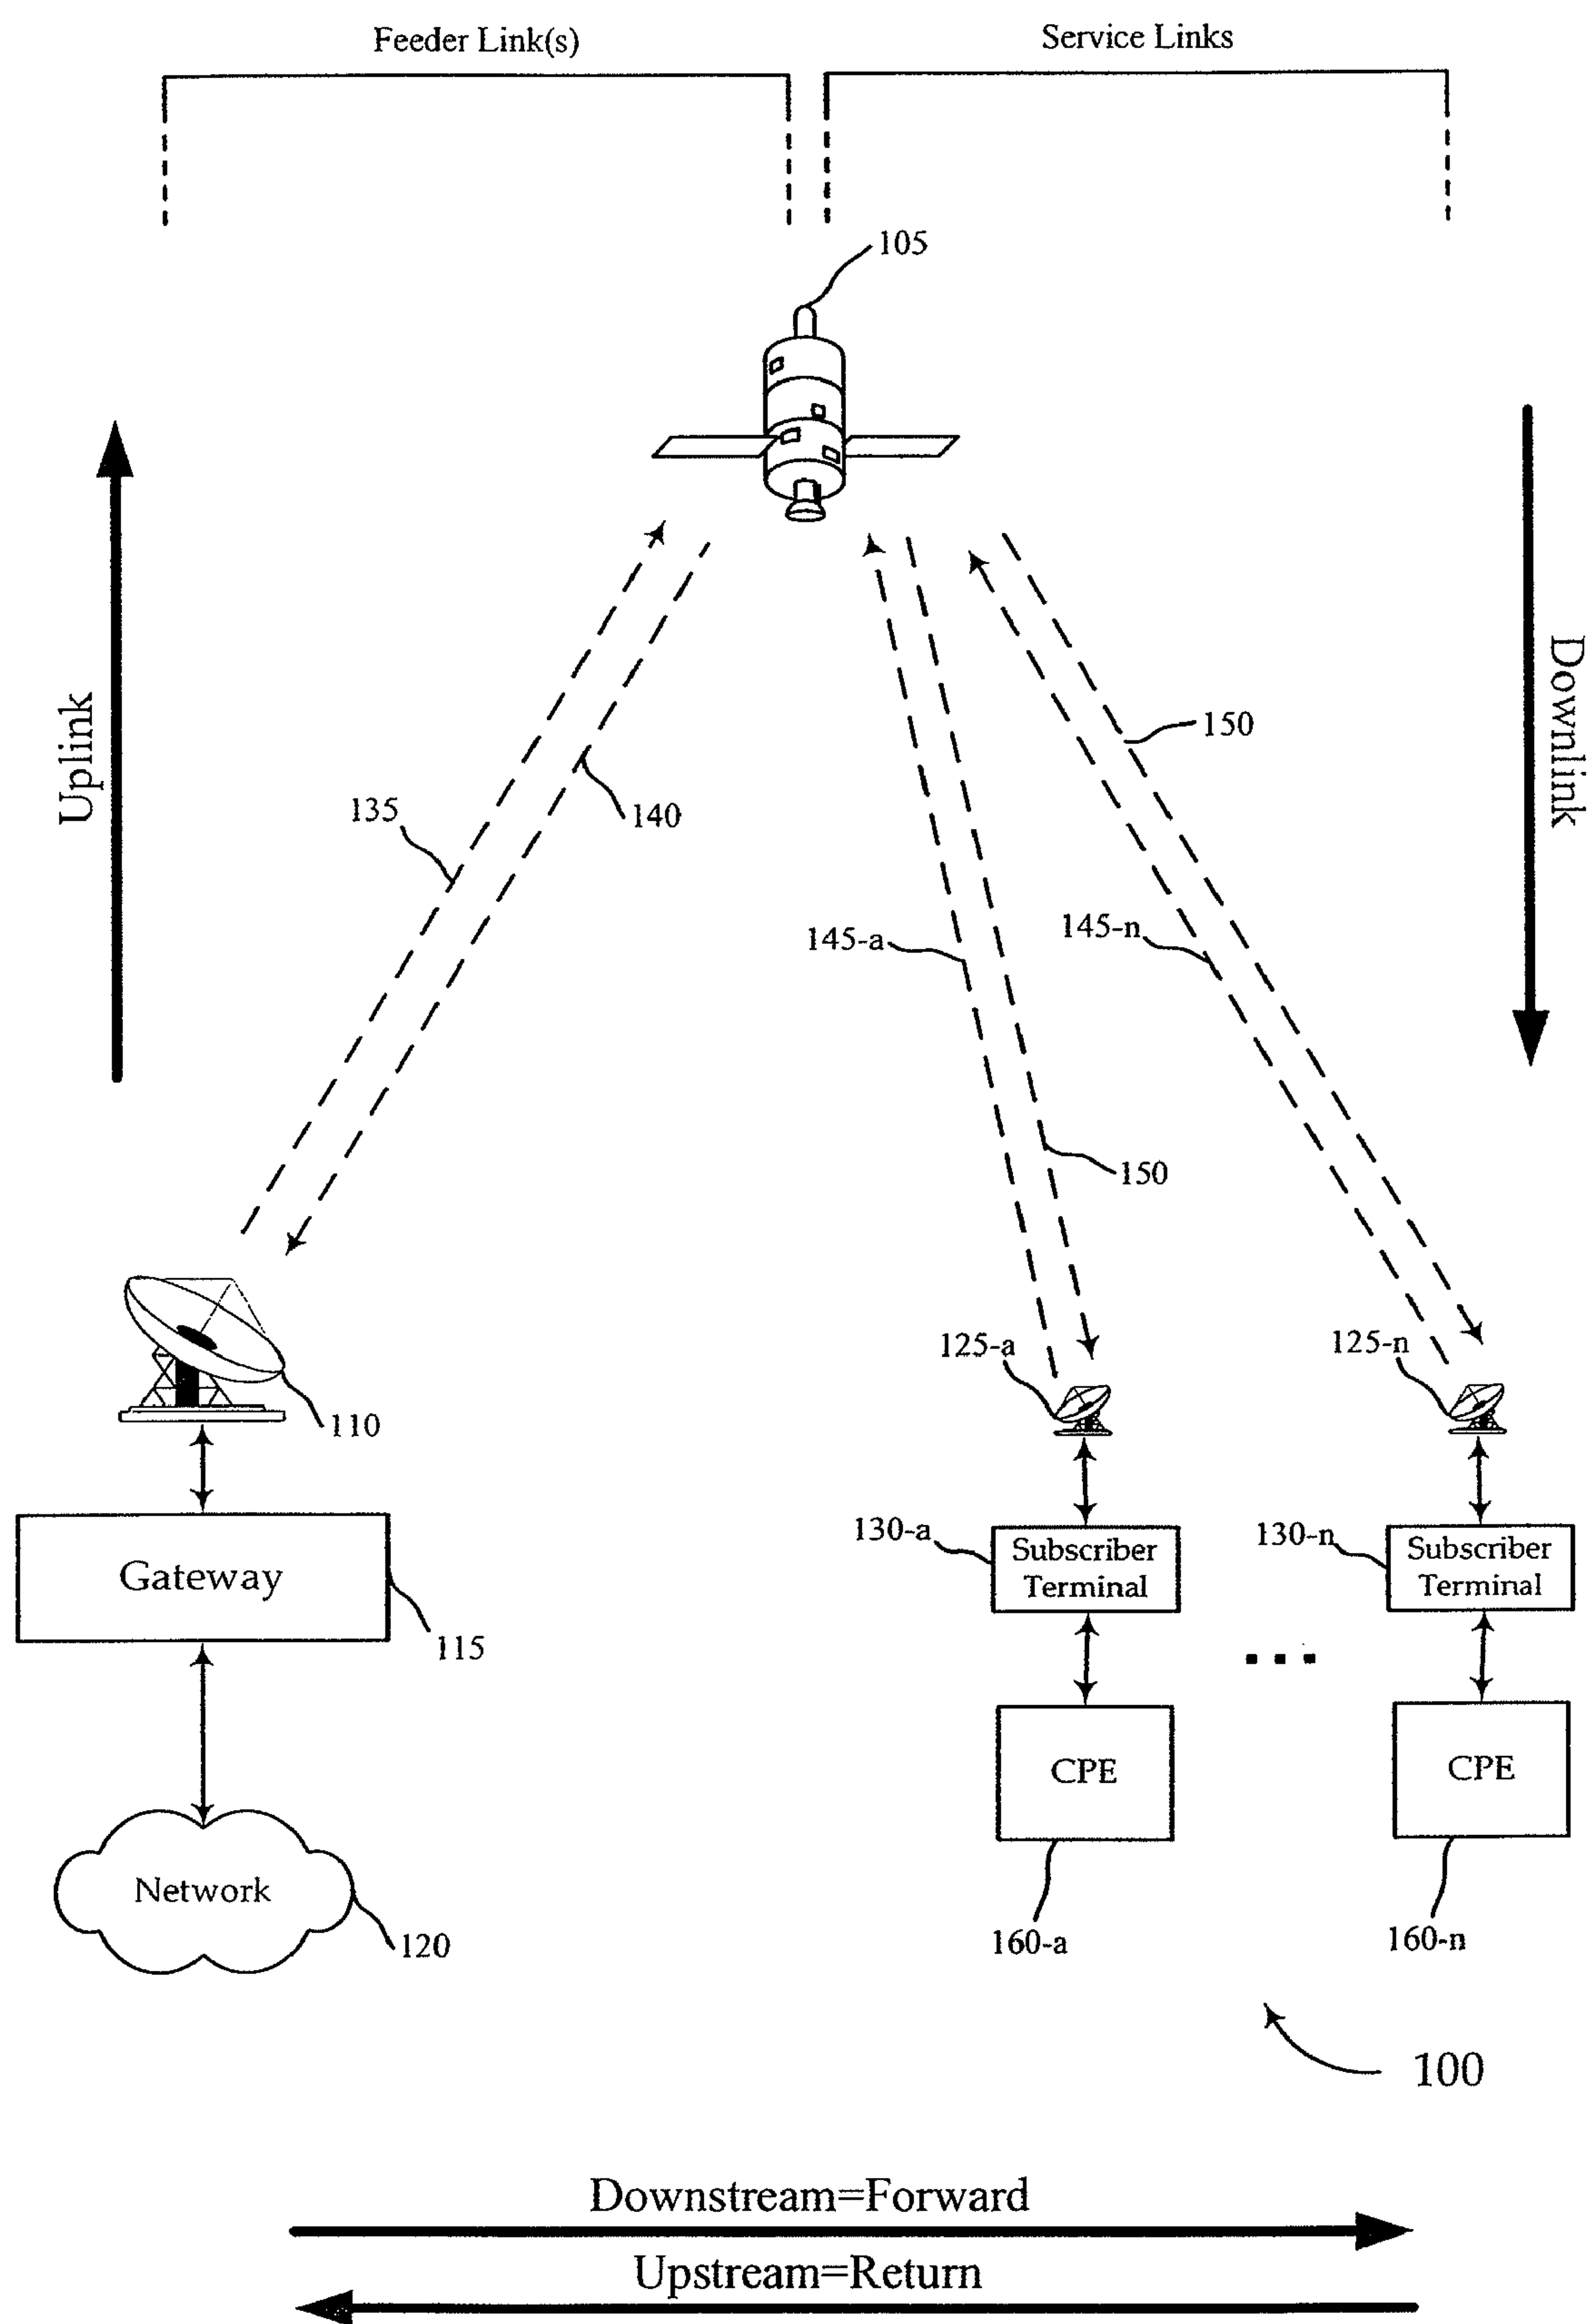 Feeder Link(s)
Service Links
105
Uplink
Downlink
150
135
140
145-a
145-n
150
125-a
125-n
110
130-a
Subscriber
Terminal
130-n
Subscriber
Terminal
Gateway
115
...
CPE
CPE
Network
120
160-a
160-n
100
Downstream=Forward
Upstream=Return